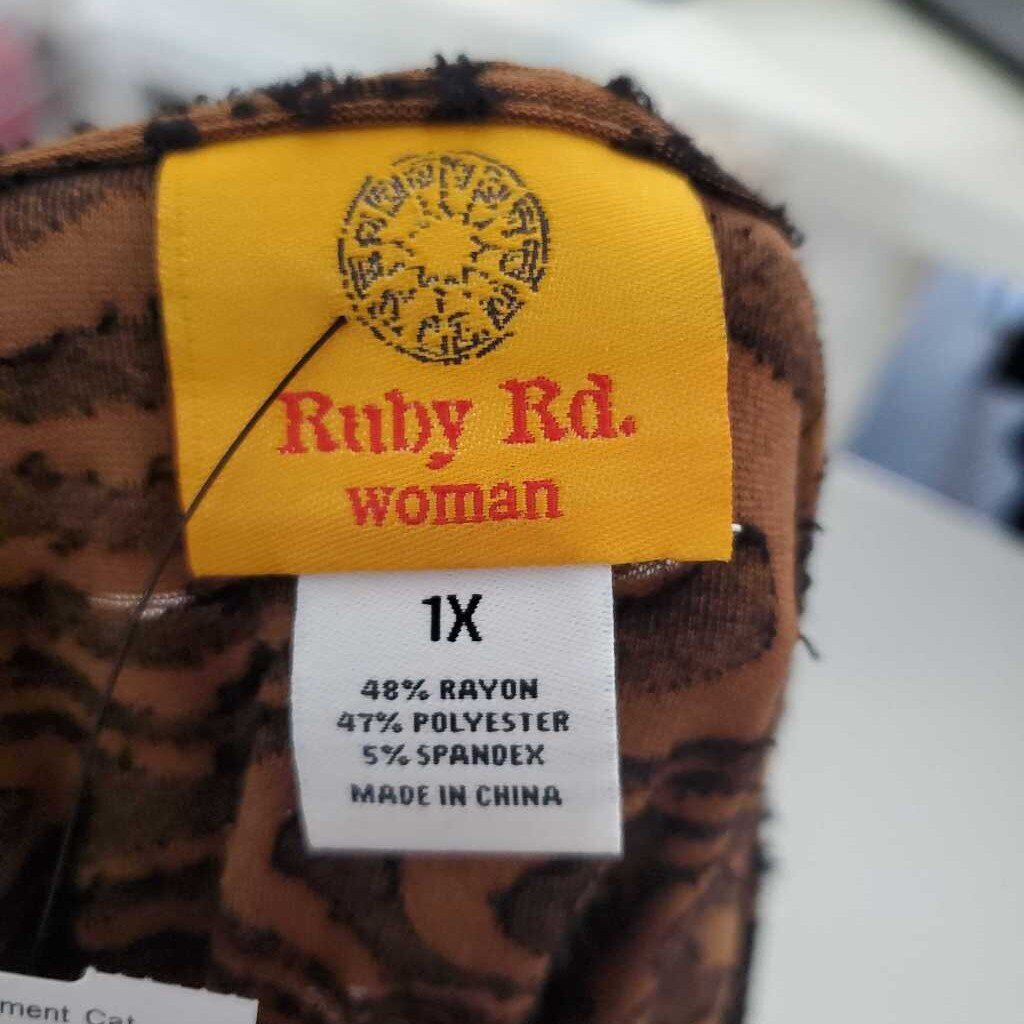 Ruby Rd.
woman
1X
48% RAYON
47% POLYESTER
5% SPANDEX
MADE IN CHINA
ment Cat